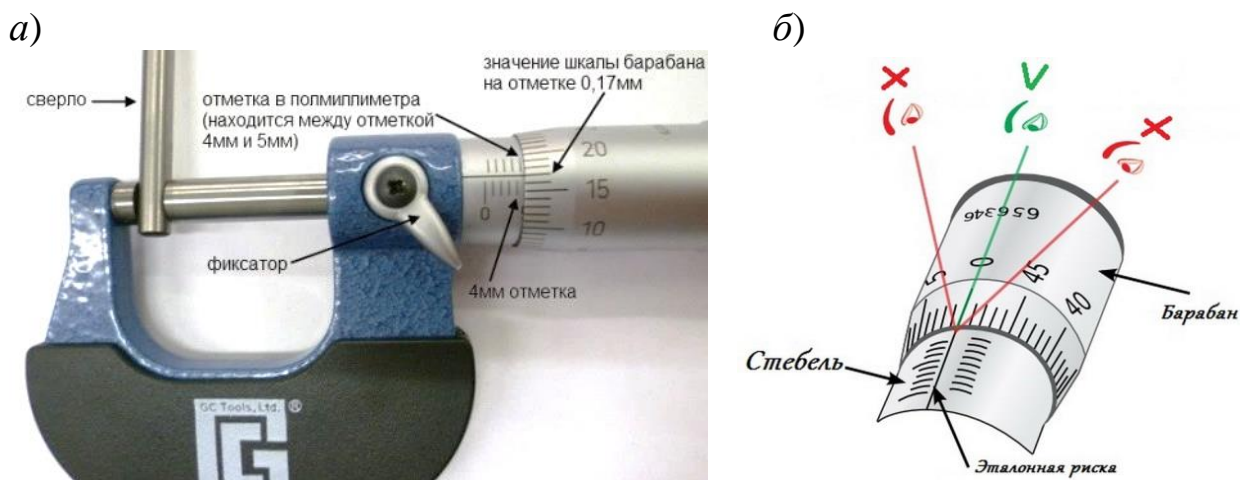 а)
сверло
отметка в полмиллиметра
(находится между отметкой
4мм и 5мм)
значение шкалы барабана
на отметке 0,17мм
20
15
10
0
фиксатор
4мм отметка
GC Tools, Ltd. ®
б)
X
V
X
656346
5
0
45
40
Барабан
Стебель
Эталонная риска